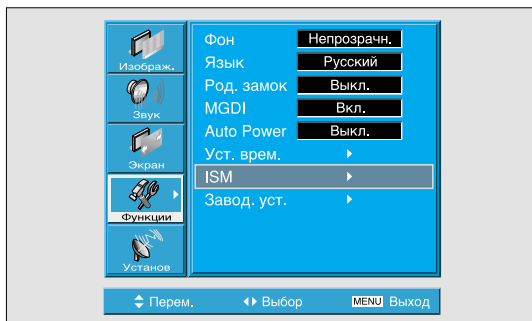 Изображ.
Звук
Экран
Функции
Установ
Фон Непрозрачн.
Язык Русский
Род. замок Выкл.
MGDI Вкл.
Auto Power Выкл.
Уст. врем.
ISM
Завод. уст.
Перем. Выбор MENU Выход